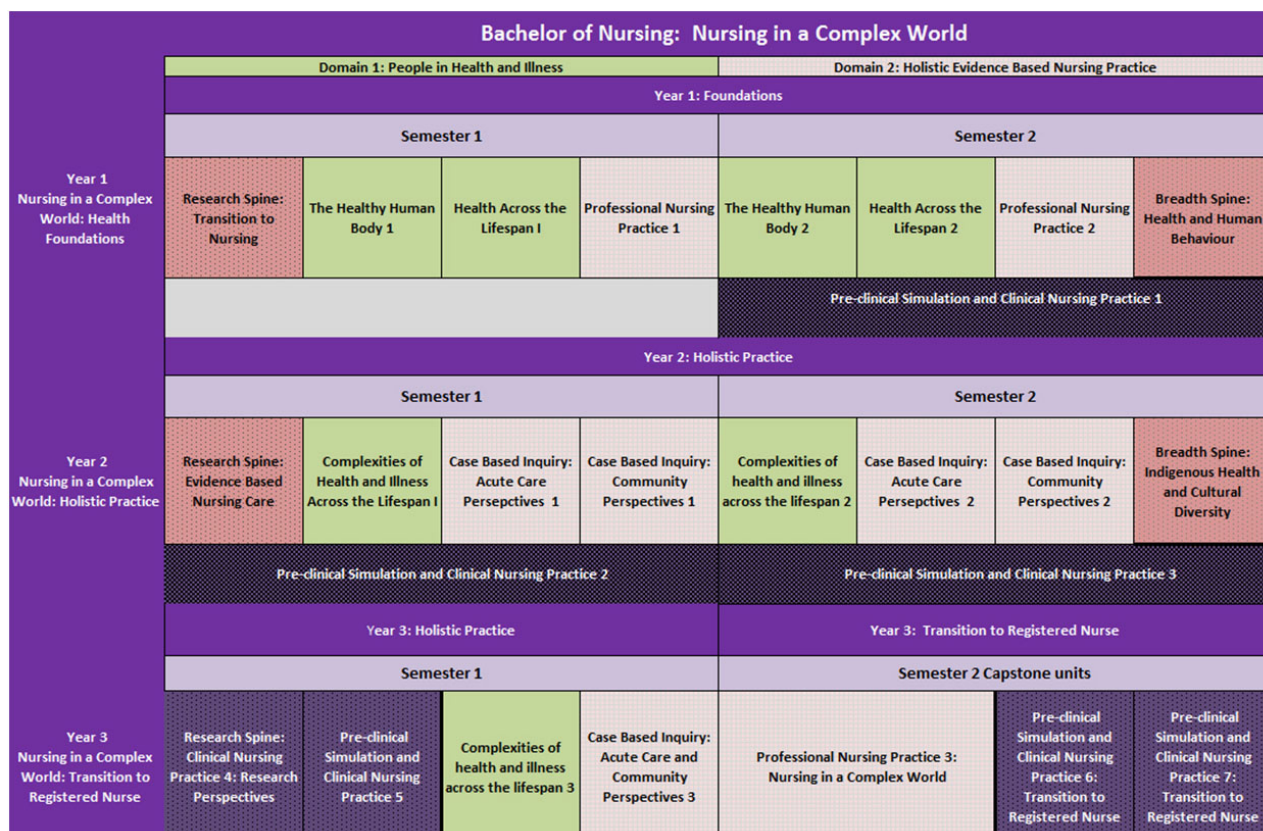 Bachelor of Nursing: Nursing in a Complex World
Domain 1: People in Health and Illness
Domain 2: Holistic Evidence Based Nursing Practice
Year 1: Foundations
Semester 1
Semester 2
Year 1
Nursing in a Complex
World: Health
Foundations
Research Spine:
Transition to
Nursing
The Healthy Human
Body 1
Health Across the
Lifespan I
Professional Nursing
Practice 1
The Healthy Human
Body 2
Health Across the
Lifespan 2
Professional Nursing
Practice 2
Breadth Spine:
Health and Human
Behaviour
Pre-clinical Simulation and Clinical Nursing Practice 1
Year 2: Holistic Practice
Semester 1
Semester 2
Year 2
Nursing in a Complex
World: Holistic Practice
Research Spine:
Evidence Based
Nursing Care
Complexities of
Health and Illness
Across the Lifespan I
Case Based Inquiry:
Acute Care
Persepctives 1
Case Based Inquiry:
Community
Perspectives 1
Complexities of
health and illness
across the lifespan 2
Case Based Inquiry:
Acute Care
Persepctives 2
Case Based Inquiry:
Community
Perspectives 2
Breadth Spine:
Indigenous Health
and Cultural
Diversity
Pre-clinical Simulation and Clinical Nursing Practice 2
Pre-clinical Simulation and Clinical Nursing Practice 3
Year 3: Holistic Practice
Year 3: Transition to Registered Nurse
Semester 1
Semester 2 Capstone units
Year 3
Nursing in a Complex
World: Transition to
Registered Nurse
Research Spine:
Clinical Nursing
Practice 4: Research
Perspectives
Pre-clinical
Simulation and
Clinical Nursing
Practice 5
Complexities of
health and illness
across the lifespan 3
Case Based Inquiry:
Acute Care and
Community
Perspectives 3
Professional Nursing Practice 3:
Nursing in a Complex World
Pre-clinical
Simulation and
Clinical Nursing
Practice 6:
Transition to
Registered Nurse
Pre-clinical
Simulation and
Clinical Nursing
Practice 7:
Transition to
Registered Nurse